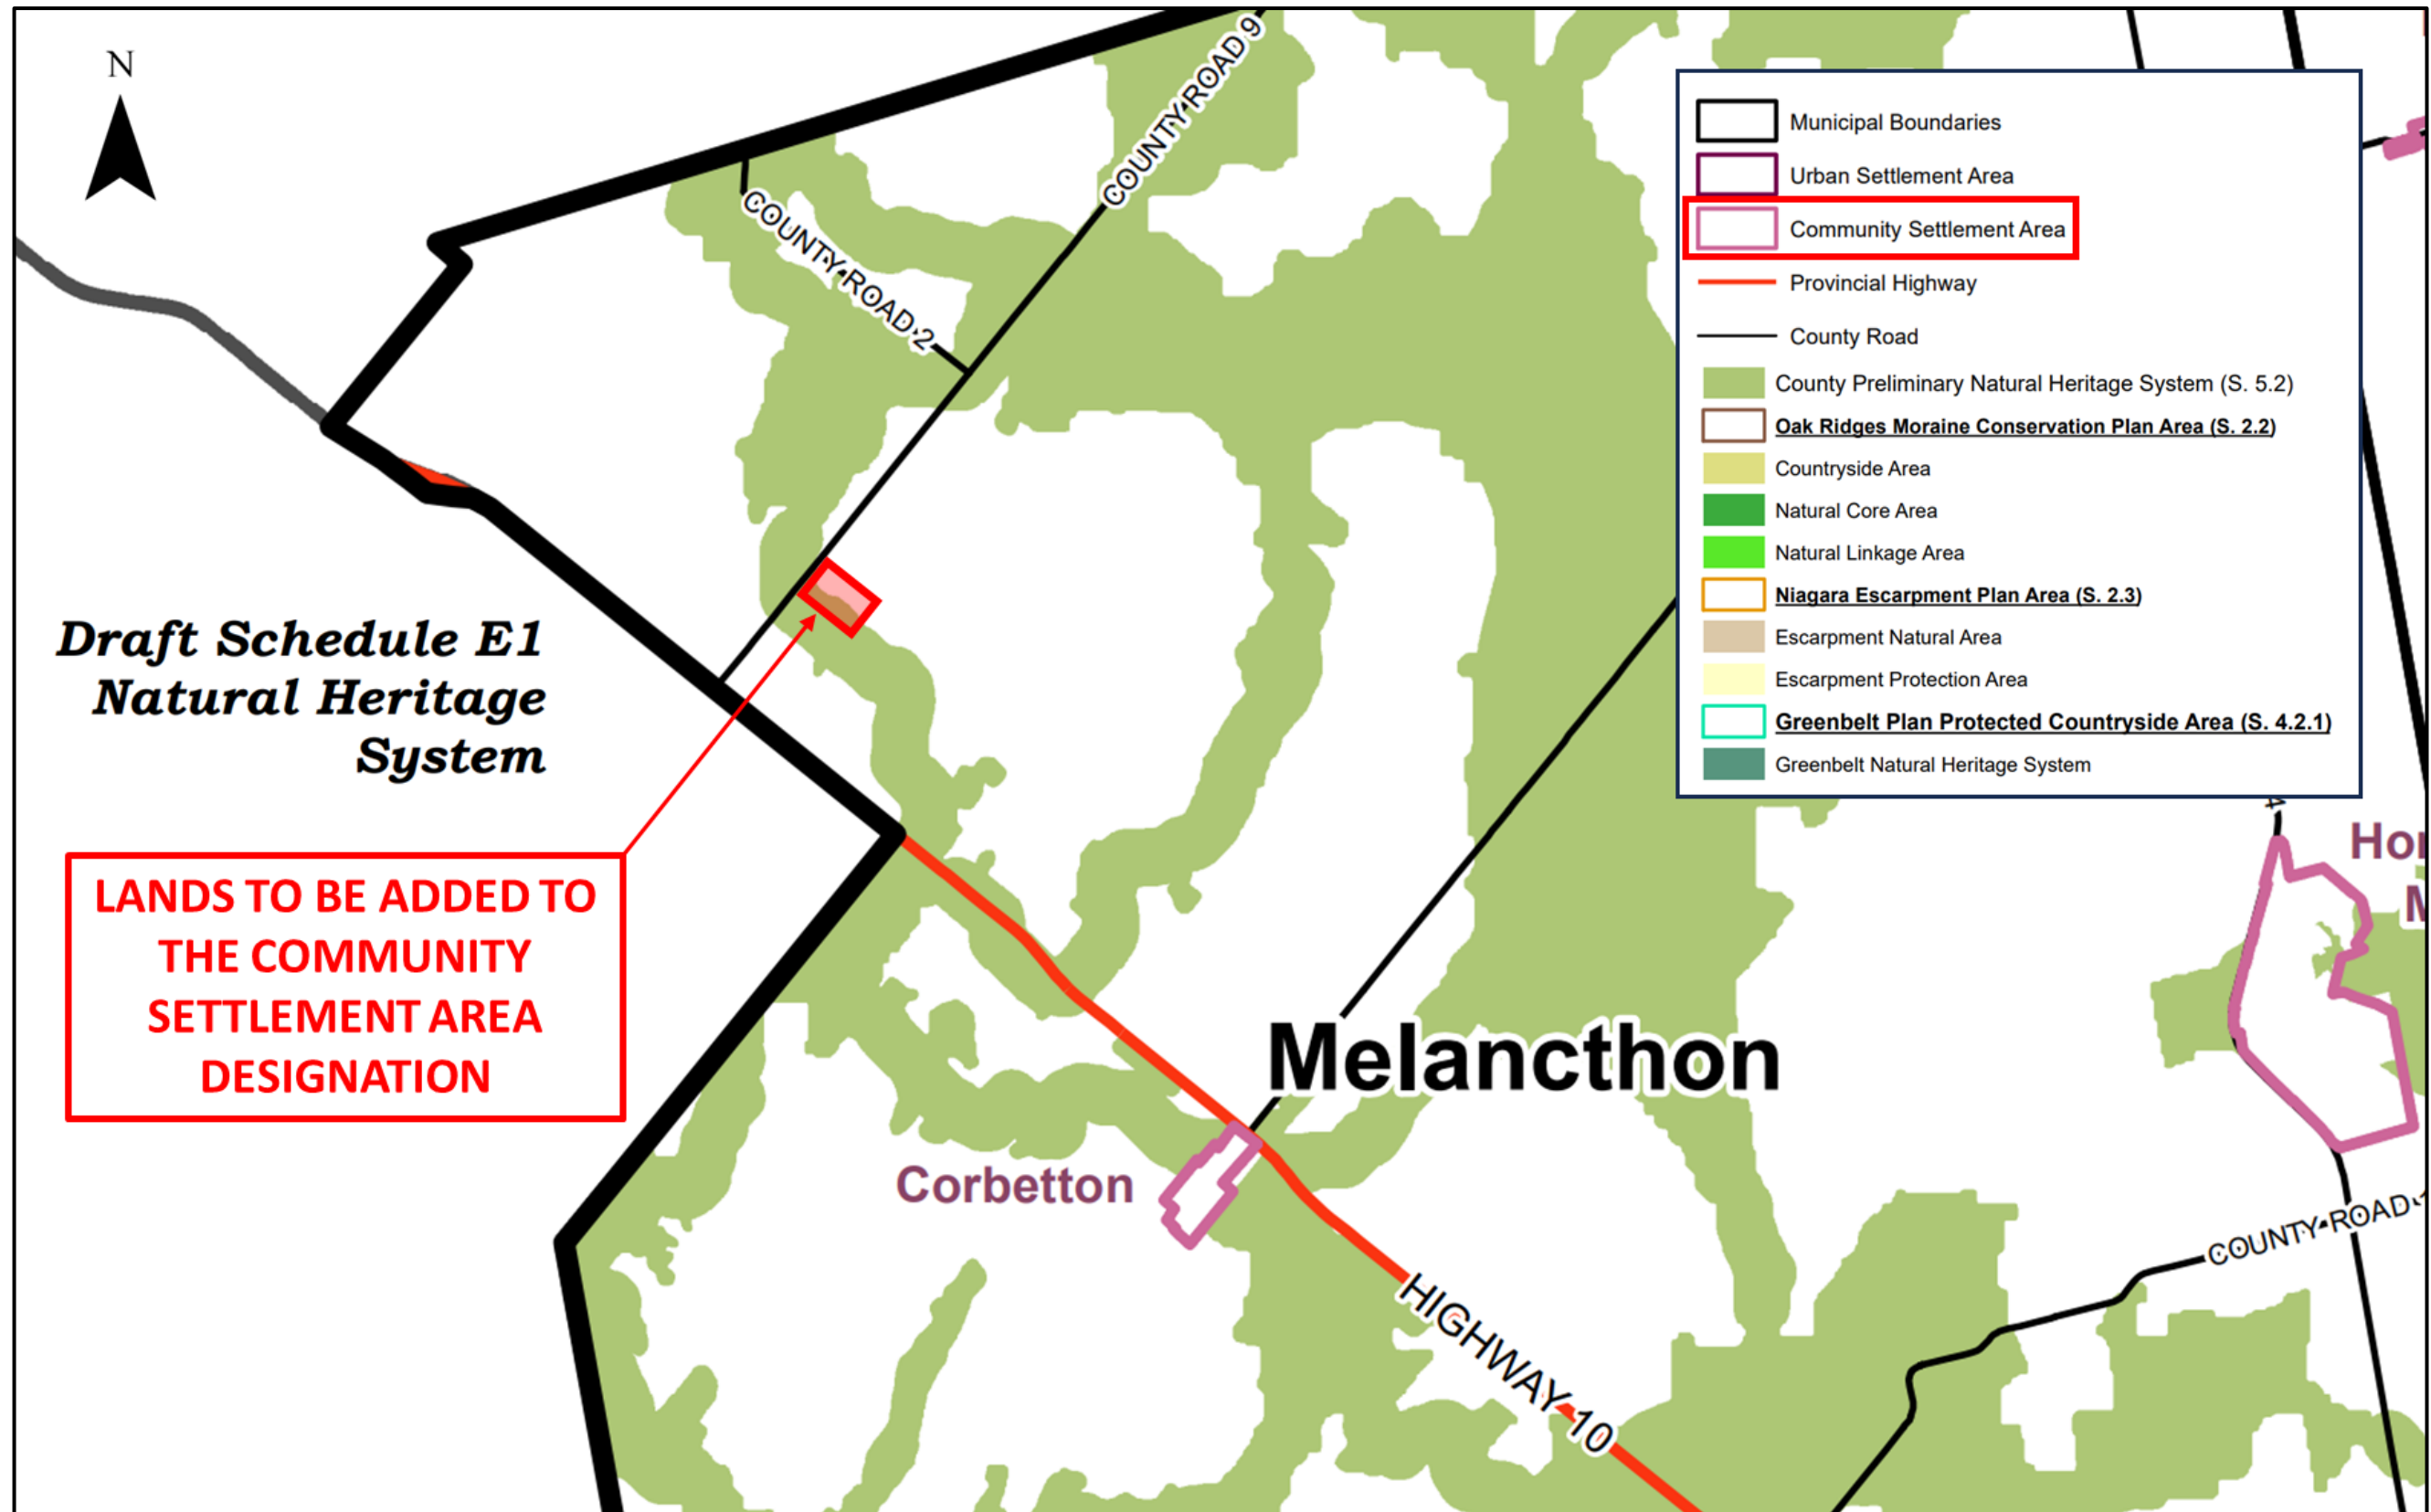 N
COUNTY ROAD 9
COUNTY ROAD 2
Municipal Boundaries
Urban Settlement Area
Community Settlement Area
Provincial Highway
County Road
County Preliminary Natural Heritage System (S. 5.2)
Oak Ridges Moraine Conservation Plan Area (S. 2.2)
Countryside Area
Natural Core Area
Natural Linkage Area
Niagara Escarpment Plan Area (S. 2.3)
Escarpment Natural Area
Escarpment Protection Area
Greenbelt Plan Protected Countryside Area (S. 4.2.1)
Greenbelt Natural Heritage System
Draft Schedule E1
Natural Heritage
System
LANDS TO BE ADDED TO
THE COMMUNITY
SETTLEMENT AREA
DESIGNATION
Melancthon
Corbetton
HIGHWAY 10
COUNTY ROAD